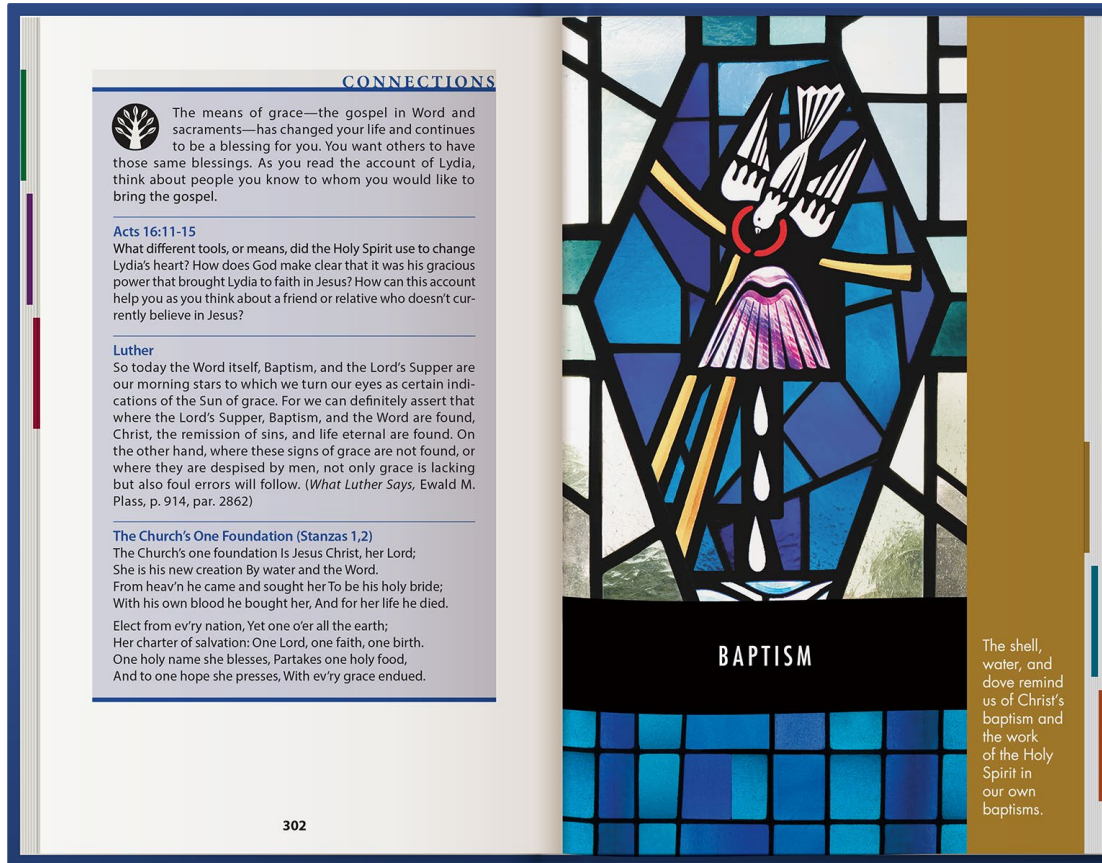 CONNECTIONS
The means of grace—the gospel in Word and
sacraments—has changed your life and continues
to be a blessing for you. You want others to have
those same blessings. As you read the account of Lydia,
think about people you know to whom you would like to
bring the gospel.
Acts 16:11-15
What different tools, or means, did the Holy Spirit use to change
Lydia's heart? How does God make clear that it was his gracious
power that brought Lydia to faith in Jesus? How can this account
help you as you think about a friend or relative who doesn't cur-
rently believe in Jesus?
Luther
So today the Word itself, Baptism, and the Lord's Supper are
our morning stars to which we turn our eyes as certain indi-
cations of the Sun of grace. For we can definitely assert that
where the Lord's Supper, Baptism, and the Word are found,
Christ, the remission of sins, and life eternal are found. On
the other hand, where these signs of grace are not found, or
where they are despised by men, not only grace is lacking
but also foul errors will follow. (What Luther Says, Ewald M.
Plass, p. 914, par. 2862)
The Church's One Foundation (Stanzas 1,2)
The Church's one foundation Is Jesus Christ, her Lord;
She is his new creation By water and the Word.
From heav'n he came and sought her To be his holy bride;
With his own blood he bought her, And for her life he died.
Elect from ev'ry nation, Yet one o'er all the earth;
Her charter of salvation: One Lord, one faith, one birth.
One holy name she blesses, Partakes one holy food,
And to one hope she presses, With ev'ry grace endued.
302
BAPTISM
The shell,
water, and
dove remind
us of Christ's
baptism and
the work
of the Holy
Spirit in
our own
baptisms.